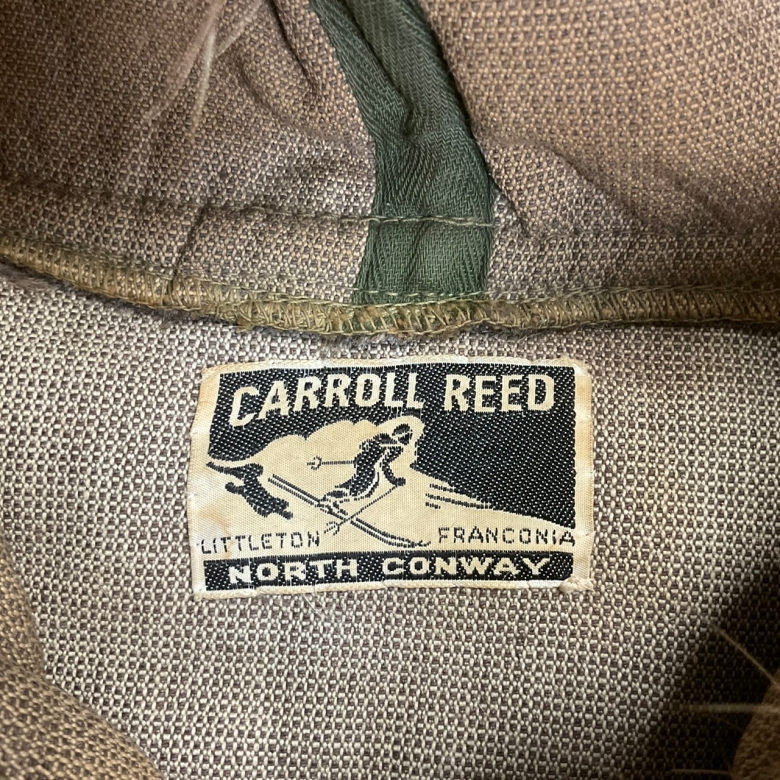 CARROLL REED
LITTLETON FRANCONIA
NORTH CONWAY